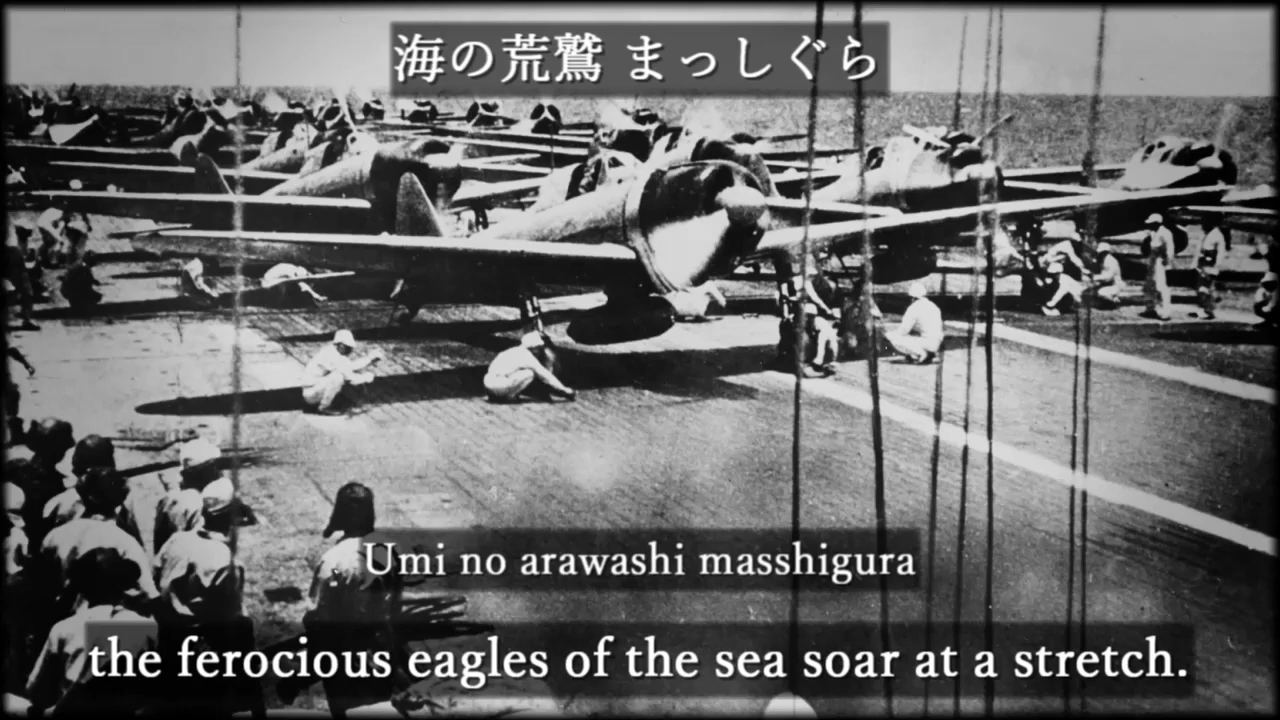 海の荒鷲 まっしぐら
Umi no arawashi masshigura
the ferocious eagles of the sea soar at a stretch.